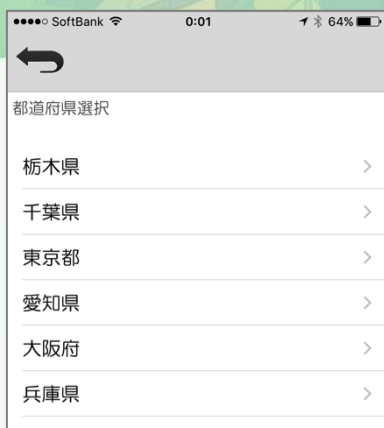 SoftBank 0:01 64%
都道府県選択
栃木県
千葉県
東京都
愛知県
大阪府
兵庫県